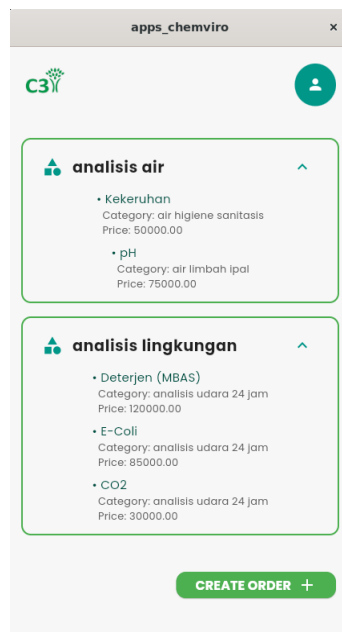 apps_chemviro
×
C3
analisis air
• Kekeruhan
Category: air higiene sanitasis
Price: 50000.00
• pH
Category: air limbah ipal
Price: 75000.00
analisis lingkungan
• Deterjen (MBAS)
Category: analisis udara 24 jam
Price: 120000.00
• E-Coli
Category: analisis udara 24 jam
Price: 85000.00
• CO2
Category: analisis udara 24 jam
Price: 30000.00
CREATE ORDER +